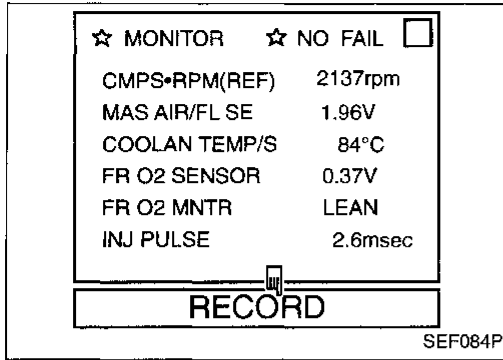 ☆ MONITOR ☆ NO FAIL
CMPS•RPM(REF) 2137rpm
MAS AIR/FL SE 1.96V
COOLAN TEMP/S 84°C
FR O2 SENSOR 0.37V
FR O2 MNTR LEAN
INJ PULSE 2.6msec
RECORD
SEF084P